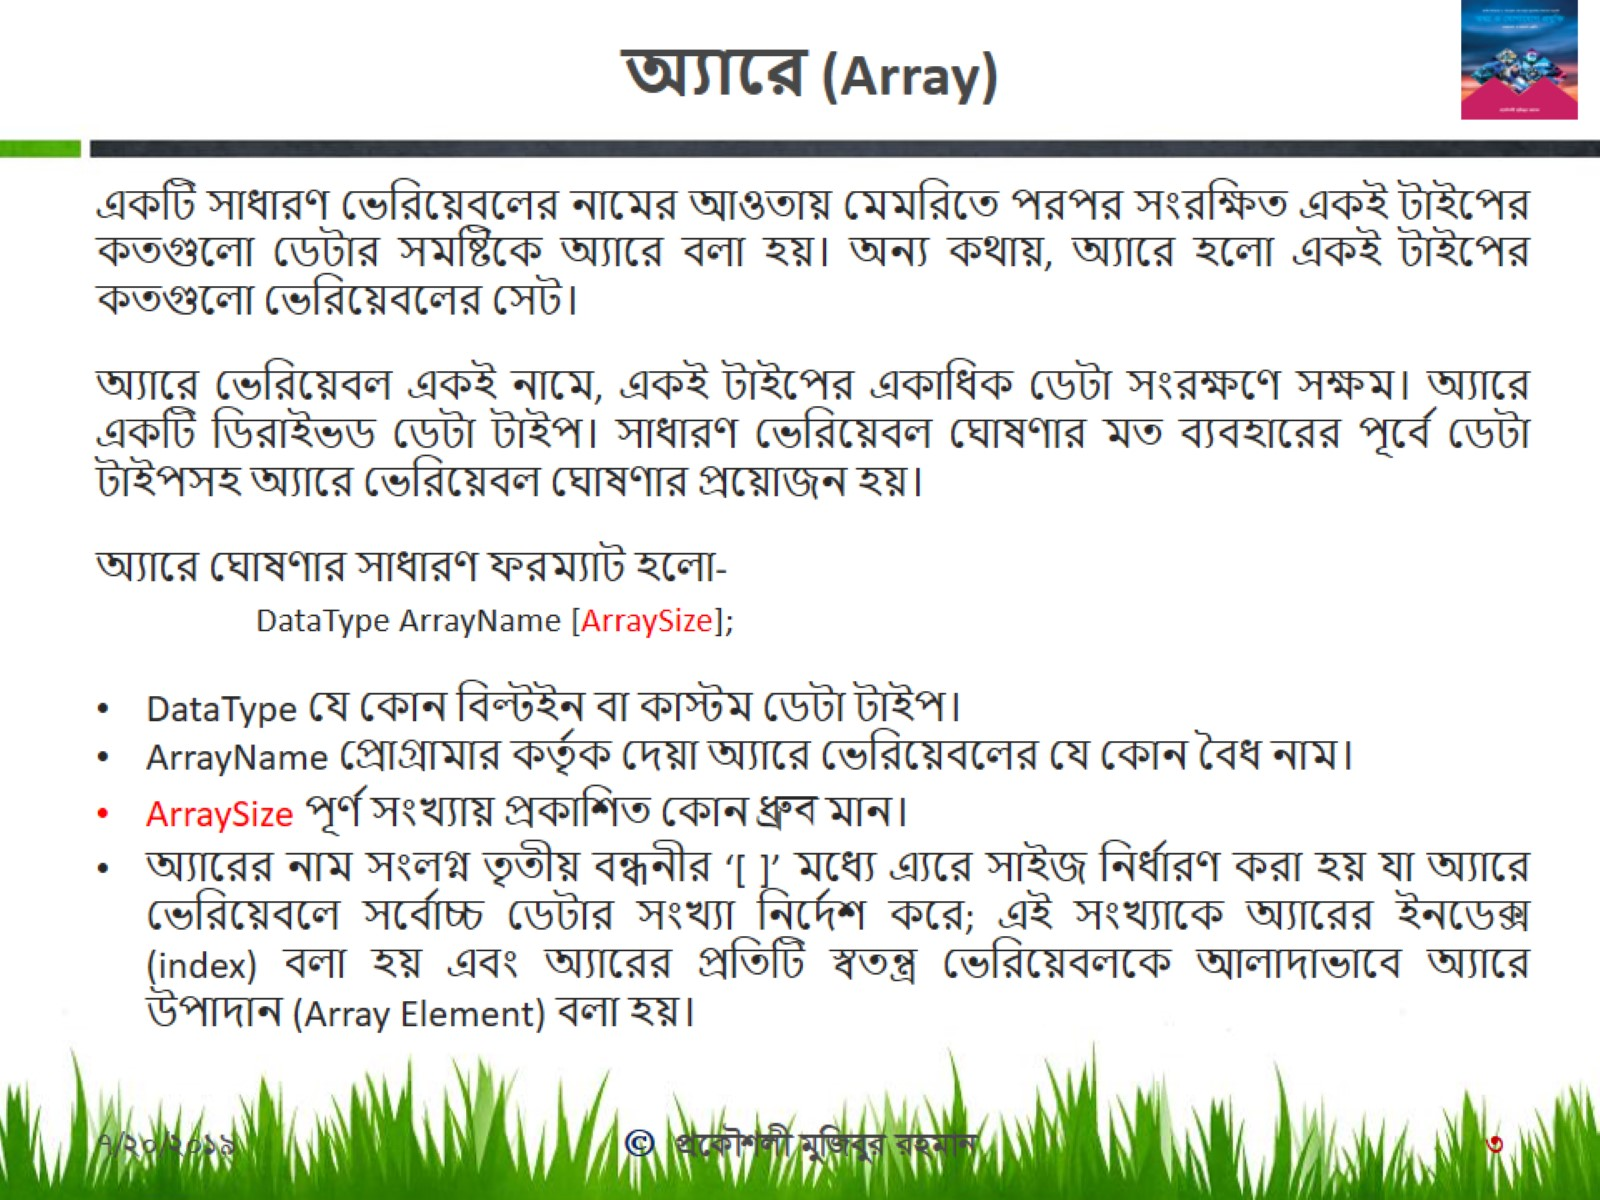 অ্যারে (Array)
একটি সাধারণ ভেরিয়েবলের নামের আওতায় মেমরিতে পরপর সংরক্ষিত একই টাইপের
কতগুলো ডেটার সমষ্টিকে অ্যারে বলা হয়। অন্য কথায়, অ্যারে হলো একই টাইপের
কতগুলো ভেরিয়েবলের সেট।
অ্যারে ভেরিয়েবল একই নামে, একই টাইপের একাধিক ডেটা সংরক্ষণে সক্ষম। অ্যারে
একটি ডিরাইভড ডেটা টাইপ। সাধারণ ভেরিয়েবল ঘোষণার মত ব্যবহারের পূর্বে ডেটা
টাইপসহ অ্যারে ভেরিয়েবল ঘোষণার প্রয়োজন হয়।
অ্যারে ঘোষণার সাধারণ ফরম্যাট হলো-
DataType ArrayName [ArraySize];
• DataType যে কোন বিল্টইন বা কাস্টম ডেটা টাইপ।
• ArrayName প্রোগ্রামার কর্তৃক দেয়া অ্যারে ভেরিয়েবলের যে কোন বৈধ নাম।
• ArraySize পূর্ণ সংখ্যায় প্রকাশিত কোন ধ্রুব মান।
• অ্যারের নাম সংলগ্ন তৃতীয় বন্ধনীর ‘[ ]’ মধ্যে এ্যরে সাইজ নির্ধারণ করা হয় যা অ্যারে
ভেরিয়েবলে সর্বোচ্চ ডেটার সংখ্যা নির্দেশ করে; এই সংখ্যাকে অ্যারের ইনডেক্স
(index) বলা হয় এবং অ্যারের প্রতিটি স্বতন্ত্র ভেরিয়েবলকে আলাদাভাবে অ্যারে
উপাদান (Array Element) বলা হয়।
৭/২০/২০১৯
© প্রকৌশলী মুজিবুর রহমান
৩